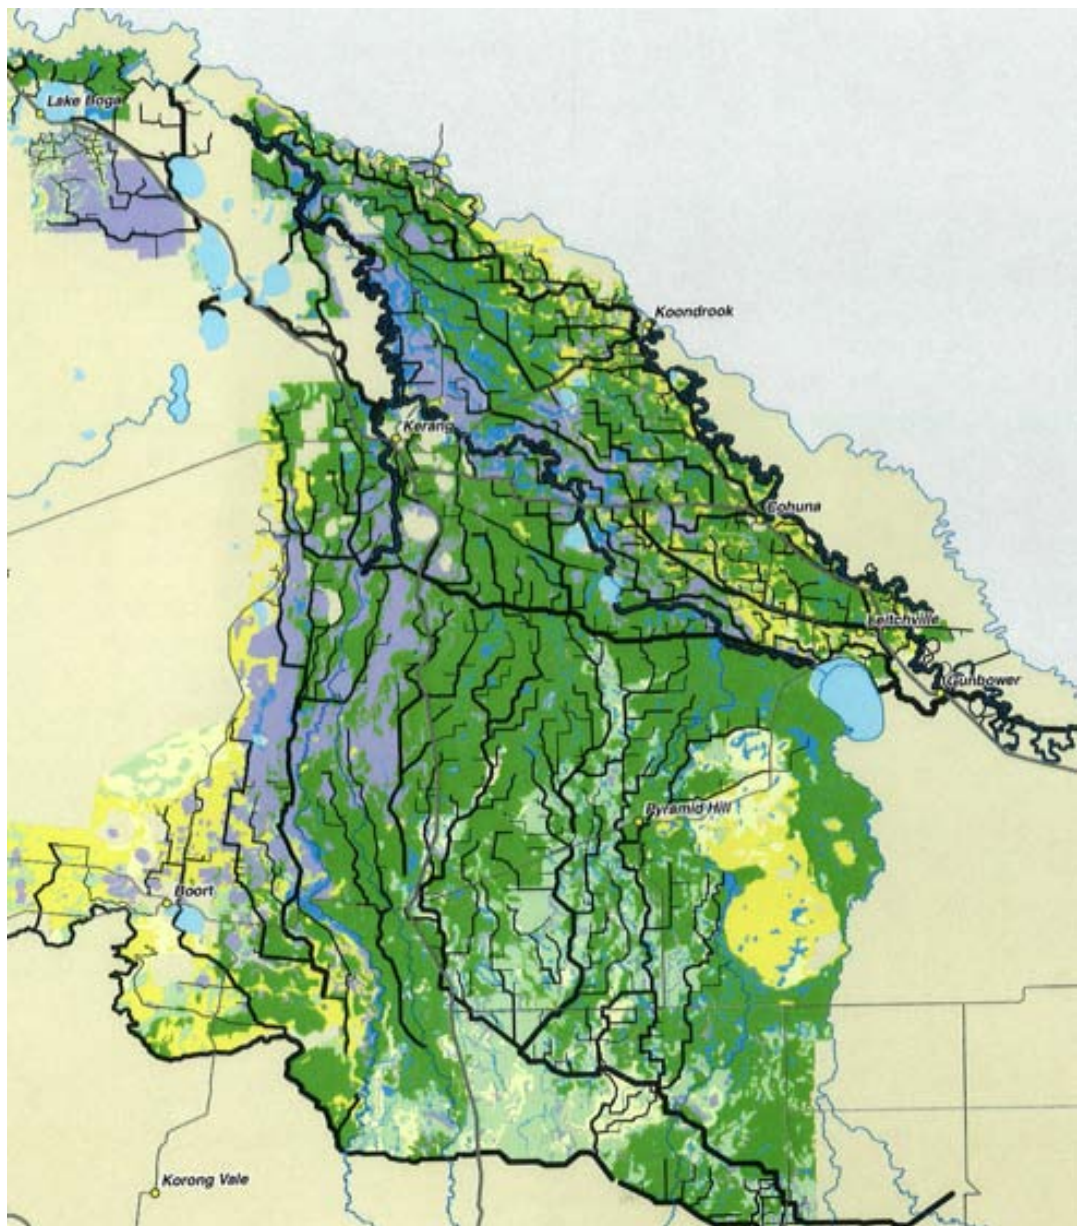 Lake Boga
Koondrook
Kerang
Cohuna
Leitchville
Gunbower
Pyramid Hill
Boort
Korong Vale